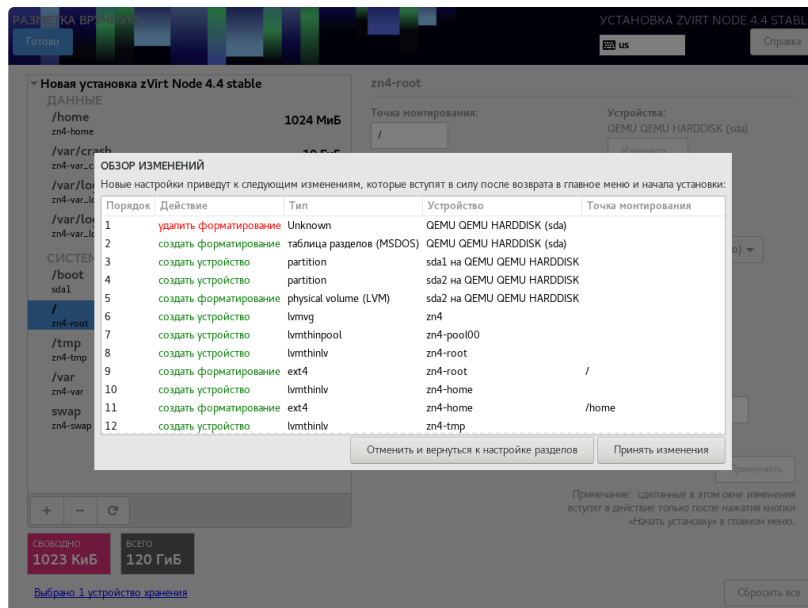 РАЗМЕТКА ВРУЧНУЮ
УСТАНОВКА ZVIRT NODE 4.4 STABL
Готово
us
Справка
Новая установка zVirt Node 4.4 stable
zn4-root
ДАННЫЕ
/home
1024 МиБ
zn4-home
Точка монтирования:
Устройства:
/
QEMU QEMU HARDDISK (sda)
Изменить
/var/crash
10 ГиБ
zn4-var_c
/var/lo
zn4-var_lo
/var/lo
zn4-var_lo
СИСТЕМ
/boot
sda1
/
zn4-root
/tmp
zn4-tmp
/var
zn4-var
swap
zn4-swap
ОБЗОР ИЗМЕНЕНИЙ
Новые настройки приведут к следующим изменениям, которые вступят в силу после возврата в главное меню и начала установки:
Порядок Действие Тип Устройство Точка монтирования
1 удалить форматирование Unknown QEMU QEMU HARDDISK (sda)
2 создать форматирование таблица разделов (MSDOS) QEMU QEMU HARDDISK (sda)
3 создать устройство partition sda1 на QEMU QEMU HARDDISK
4 создать устройство partition sda2 на QEMU QEMU HARDDISK
5 создать форматирование physical volume (LVM) sda2 на QEMU QEMU HARDDISK
6 создать устройство lvmvg zn4
7 создать устройство lvmthinpool zn4-pool00
8 создать устройство lvmthinlv zn4-root
9 создать форматирование ext4 zn4-root /
10 создать устройство lvmthinlv zn4-home
11 создать форматирование ext4 zn4-home /home
12 создать устройство lvmthinlv zn4-tmp
Отменить и вернуться к настройке разделов
Принять изменения
Применить
Примечание: сделанные в этом окне изменения
вступят в действие только после нажатия кнопки
«Начать установку» в главном меню.
СВОБОДНО
1023 КиБ
ВСЕГО
120 ГиБ
Выбрано 1 устройство хранения
Сбросить все